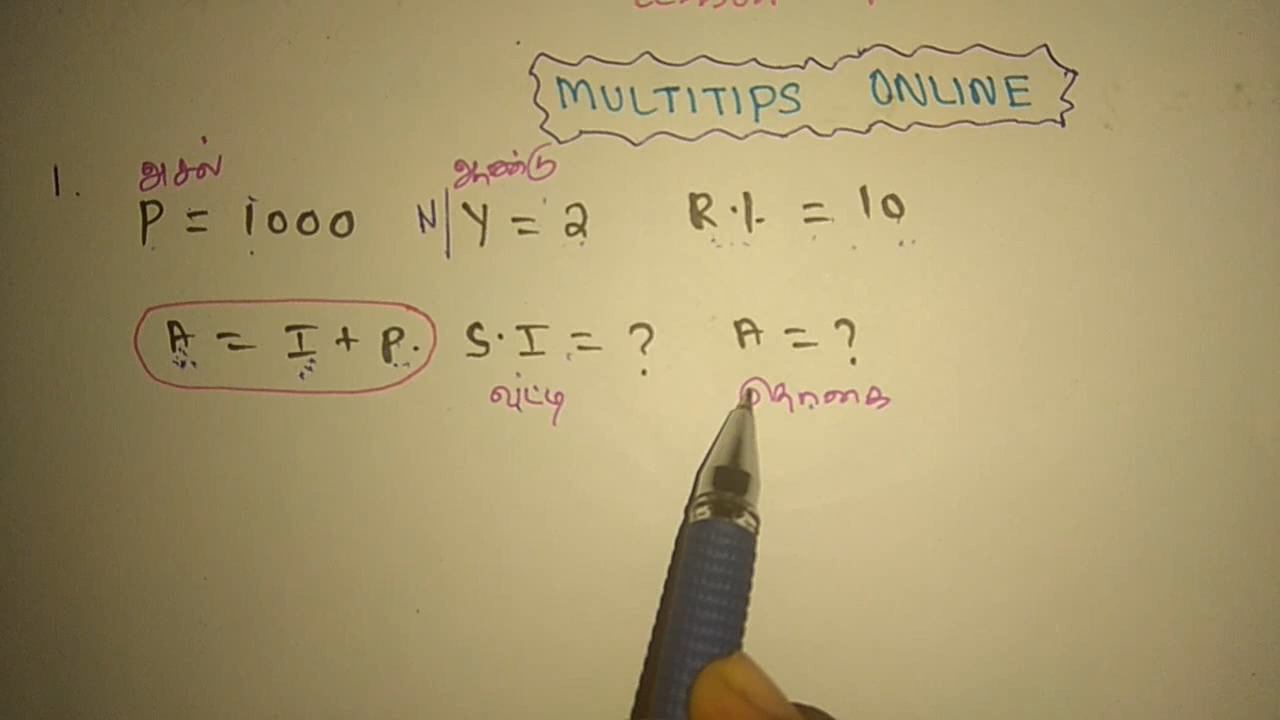 MULTITIPS ONLINE
1. அசல் ஆண்டு
P = 1000 N|Y = 2 R.%. = 10
A = I + P. S.I = ? A = ?
வட்டி தொகை